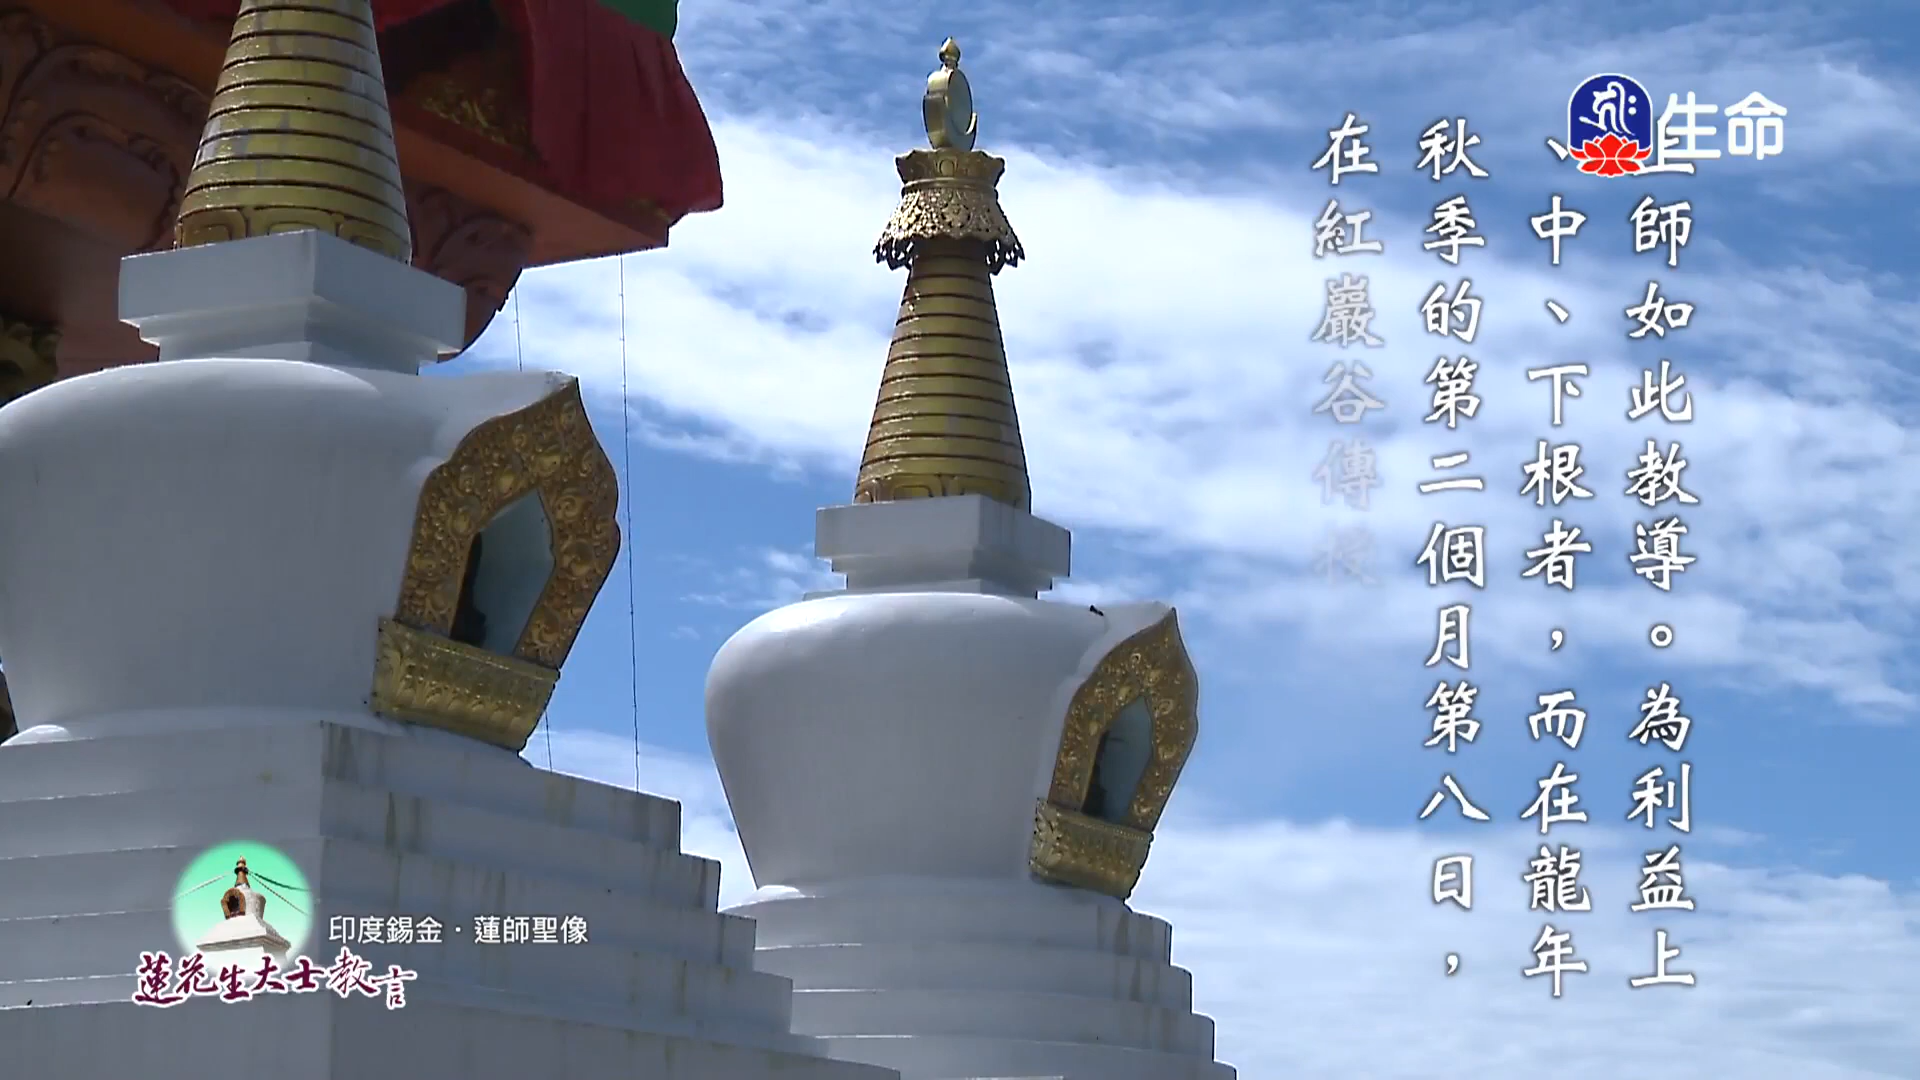 師如此教導。為利益上
、中、下根者，而在龍年
秋季的第二個月第八日，
在紅巖谷傳授
生命
印度錫金·蓮師聖像
蓮花生大士教言